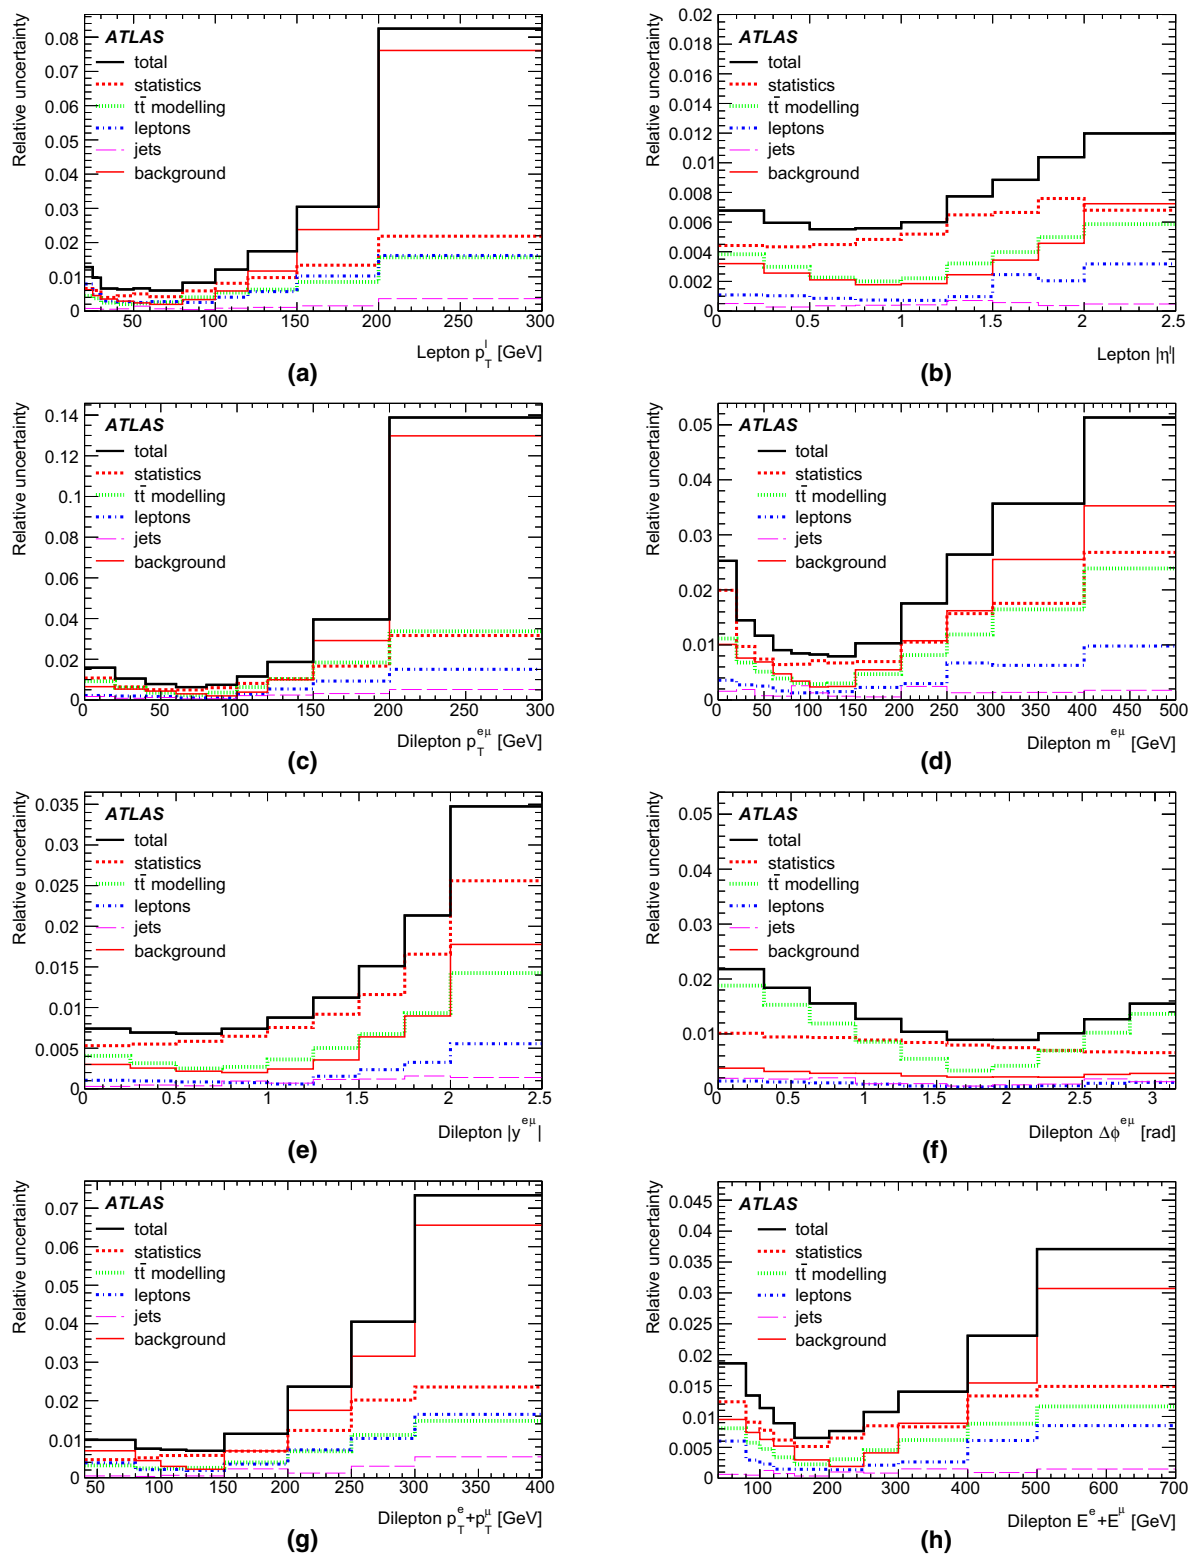 Relative uncertainty
ATLAS
total
statistics
tt̄ modelling
leptons
jets
background
0.08
0.07
0.06
0.05
0.04
0.03
0.02
0.01
0
50 100 150 200 250 300
Lepton p_T^l [GeV]
(a)
Relative uncertainty
ATLAS
total
statistics
tt̄ modelling
leptons
jets
background
0.02
0.018
0.016
0.014
0.012
0.01
0.008
0.006
0.004
0.002
0
0 0.5 1 1.5 2 2.5
Lepton |η^l|
(b)
Relative uncertainty
ATLAS
total
statistics
tt̄ modelling
leptons
jets
background
0.14
0.12
0.1
0.08
0.06
0.04
0.02
0
0 50 100 150 200 250 300
Dilepton p_T^eμ [GeV]
(c)
Relative uncertainty
ATLAS
total
statistics
tt̄ modelling
leptons
jets
background
0.05
0.04
0.03
0.02
0.01
0
0 50 100 150 200 250 300 350 400 450 500
Dilepton m^eμ [GeV]
(d)
Relative uncertainty
ATLAS
total
statistics
tt̄ modelling
leptons
jets
background
0.035
0.03
0.025
0.02
0.015
0.01
0.005
0
0 0.5 1 1.5 2 2.5
Dilepton |y^eμ|
(e)
Relative uncertainty
ATLAS
total
statistics
tt̄ modelling
leptons
jets
background
0.05
0.04
0.03
0.02
0.01
0
0 0.5 1 1.5 2 2.5 3
Dilepton Δϕ^eμ [rad]
(f)
Relative uncertainty
ATLAS
total
statistics
tt̄ modelling
leptons
jets
background
0.07
0.06
0.05
0.04
0.03
0.02
0.01
0
50 100 150 200 250 300 350 400
Dilepton p_T^e+p_T^μ [GeV]
(g)
Relative uncertainty
ATLAS
total
statistics
tt̄ modelling
leptons
jets
background
0.045
0.04
0.035
0.03
0.025
0.02
0.015
0.01
0.005
0
100 200 300 400 500 600 700
Dilepton E^e+E^μ [GeV]
(h)